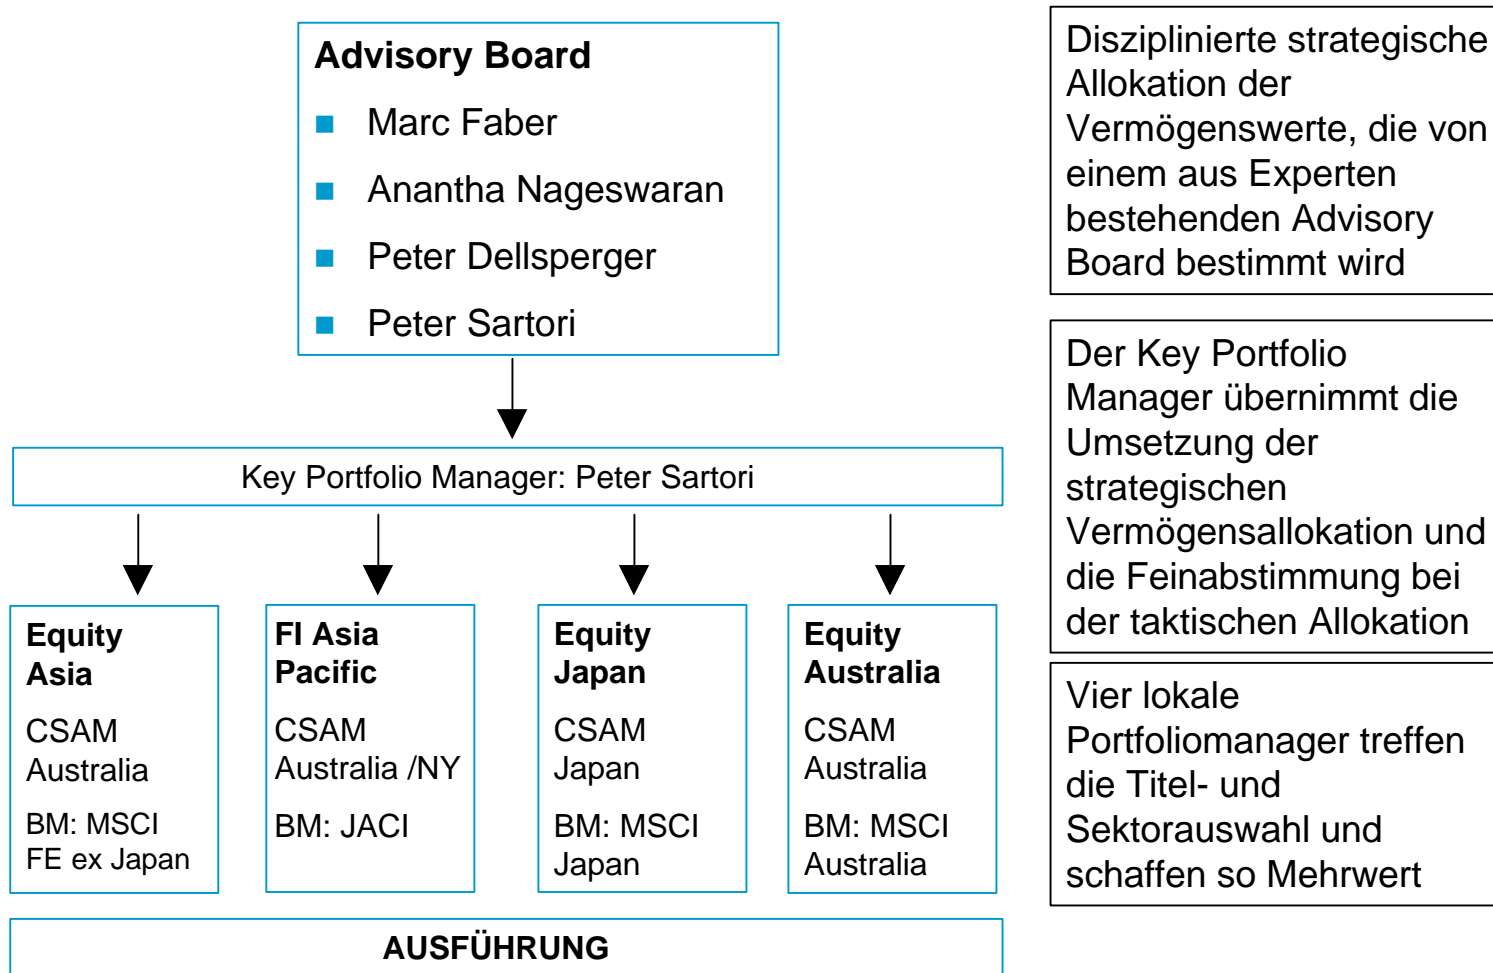 Advisory Board
Marc Faber
Anantha Nageswaran
Peter Dellsperger
Peter Sartori
Key Portfolio Manager: Peter Sartori
Equity
Asia
CSAM
Australia
BM: MSCI
FE ex Japan
FI Asia
Pacific
CSAM
Australia /NY
BM: JACI
Equity
Japan
CSAM
Japan
BM: MSCI
Japan
Equity
Australia
CSAM
Australia
BM: MSCI
Australia
AUSFÜHRUNG
Disziplinierte strategische
Allokation der
Vermögenswerte, die von
einem aus Experten
bestehenden Advisory
Board bestimmt wird
Der Key Portfolio
Manager übernimmt die
Umsetzung der
strategischen
Vermögensallokation und
die Feinabstimmung bei
der taktischen Allokation
Vier lokale
Portfoliomanager treffen
die Titel- und
Sektorauswahl und
schaffen so Mehrwert